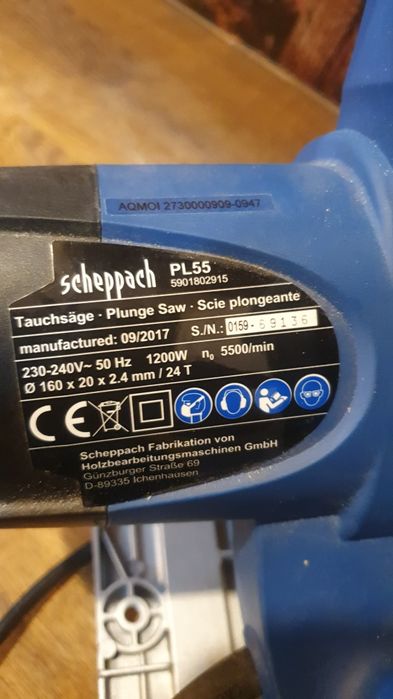 AQMOI 2730000909-0947
scheppach PL55
5901802915
Tauchsäge · Plunge Saw · Scie plongeante
manufactured: 09/2017 S./N.: 0159-69136
230-240V~ 50 Hz 1200W n₀ 5500/min
Ø 160 x 20 x 2.4 mm / 24 T
CE
Scheppach Fabrikation von
Holzbearbeitungsmaschinen GmbH
Günzburger Straße 69
D-89335 Ichenhausen